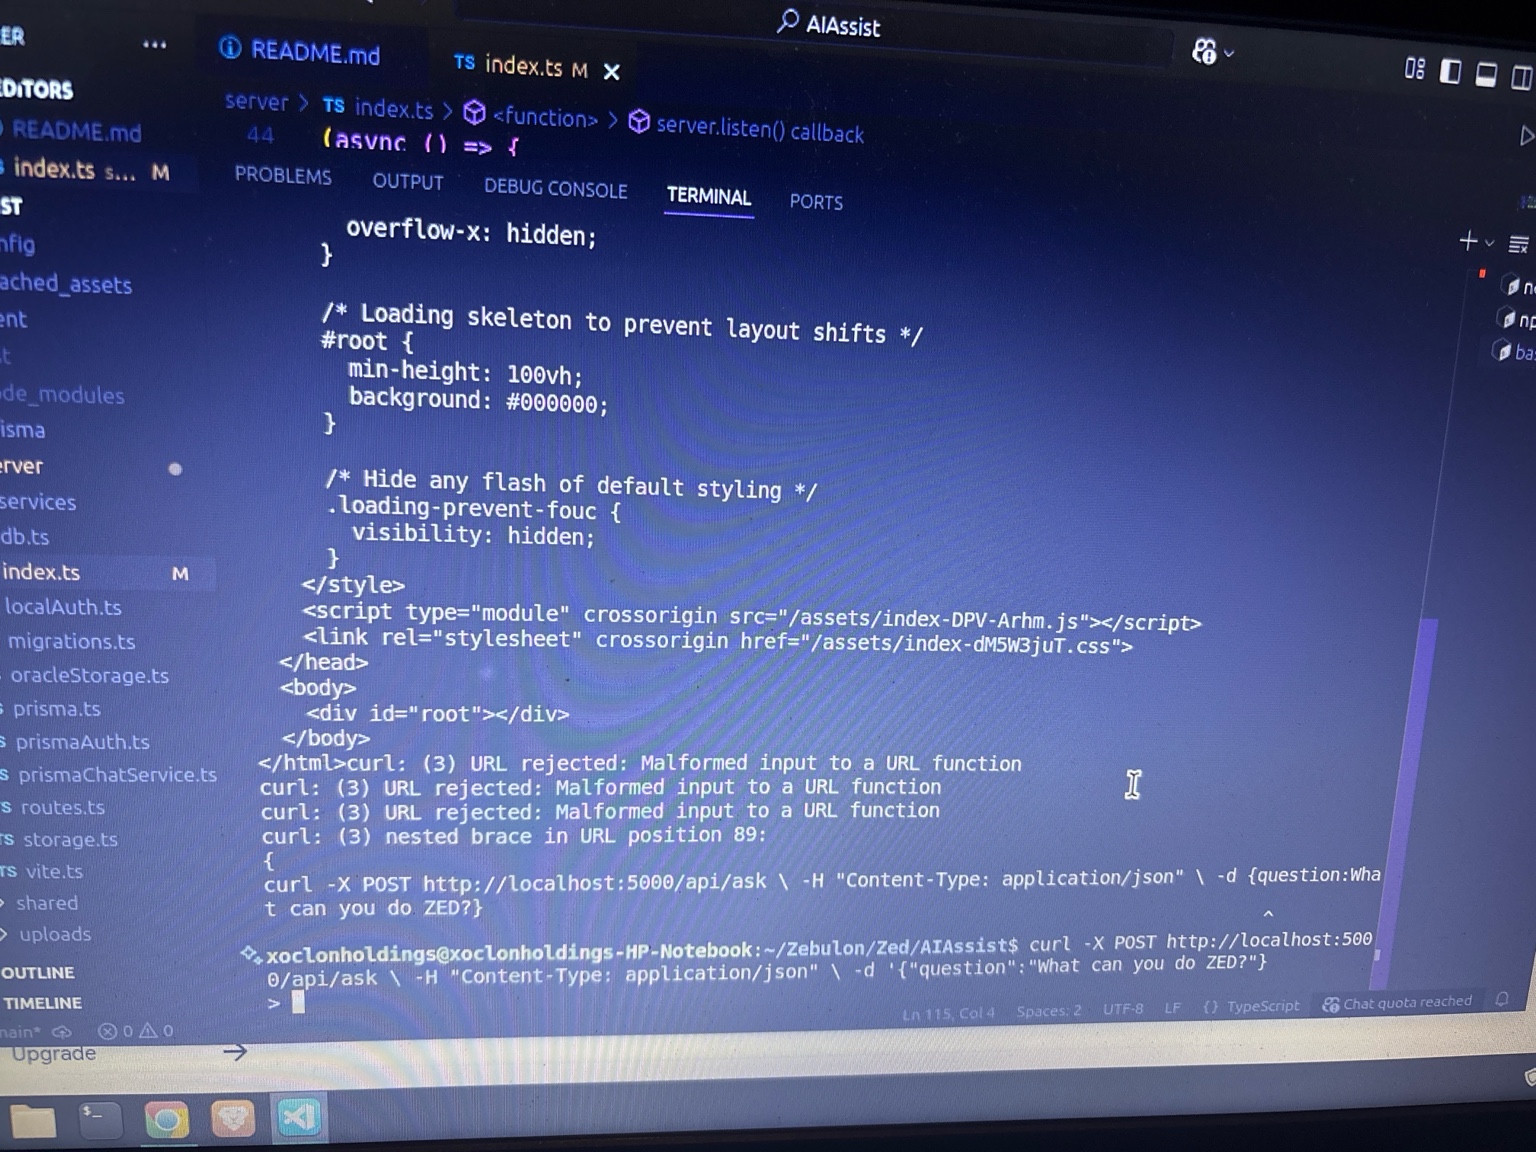 ER
...
README.md
TS index.ts M
AIAssist
EDITORS
README.md
index.ts s... M
server > TS index.ts > <function> > server.listen() callback
44 (async () => {
PROBLEMS OUTPUT DEBUG CONSOLE TERMINAL PORTS
ST
nfig
ached_assets
ent
t
de_modules
isma
erver
services
db.ts
index.ts M
localAuth.ts
migrations.ts
oracleStorage.ts
prisma.ts
prismaAuth.ts
prismaChatService.ts
routes.ts
storage.ts
TS vite.ts
> shared
> uploads
OUTLINE
TIMELINE
overflow-x: hidden;
}
/* Loading skeleton to prevent layout shifts */
#root {
min-height: 100vh;
background: #000000;
}
/* Hide any flash of default styling */
.loading-prevent-fouc {
visibility: hidden;
}
</style>
<script type="module" crossorigin src="/assets/index-DPV-Arhm.js"></script>
<link rel="stylesheet" crossorigin href="/assets/index-dM5W3juT.css">
</head>
<body>
<div id="root"></div>
</body>
</html>curl: (3) URL rejected: Malformed input to a URL function
curl: (3) URL rejected: Malformed input to a URL function
curl: (3) URL rejected: Malformed input to a URL function
curl: (3) nested brace in URL position 89:
{
curl -X POST http://localhost:5000/api/ask \ -H "Content-Type: application/json" \ -d {question:Wha
t can you do ZED?}
^
xoclonholdings@xoclonholdings-HP-Notebook:~/Zebulon/Zed/AIAssist$ curl -X POST http://localhost:500
0/api/ask \ -H "Content-Type: application/json" \ -d '{"question":"What can you do ZED?"}
>
ne
np
bas
main* 0 0
Ln 115, Col 4 Spaces: 2 UTF-8 LF {} TypeScript Chat quota reached
Upgrade